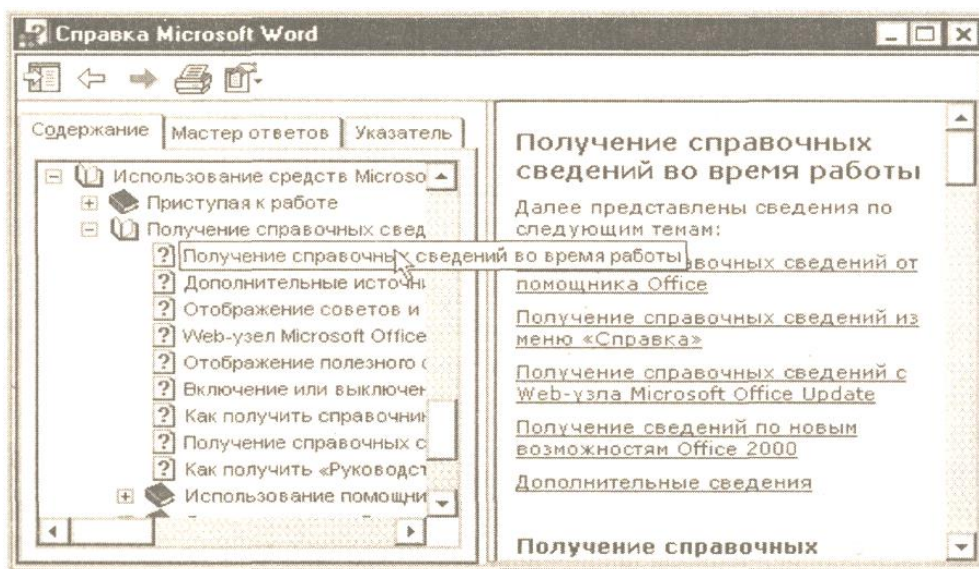 Справка Microsoft Word
Содержание Мастер ответов Указатель
Использование средств Microso
Приступая к работе
Получение справочных свед
Получение справочных сведений во время работы
Дополнительные источни
Отображение советов и
Web-узел Microsoft Office
Отображение полезного
Включение или выключен
Как получить справочник
Получение справочных с
Как получить «Руководст
Использование помощни
Получение справочных
сведений во время работы
Далее представлены сведения по
следующим темам:
справочных сведений от
помощника Office
Получение справочных сведений из
меню «Справка»
Получение справочных сведений с
Web-узла Microsoft Office Update
Получение сведений по новым
возможностям Office 2000
Дополнительные сведения
Получение справочных